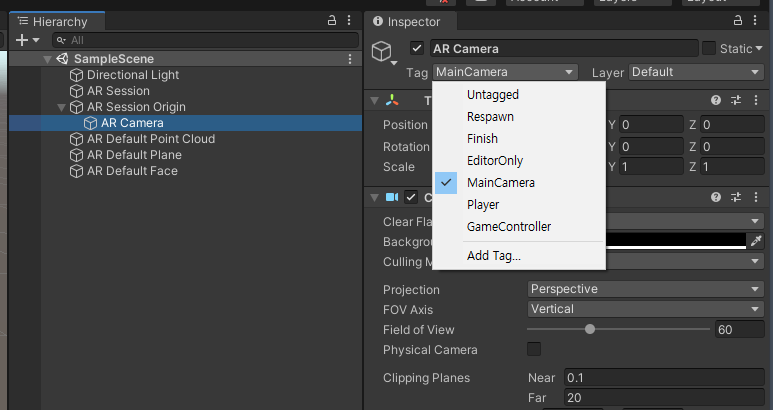 Account
Layers
Layout
Hierarchy
All
SampleScene
Directional Light
AR Session
AR Session Origin
AR Camera
AR Default Point Cloud
AR Default Plane
AR Default Face
Inspector
AR Camera
Static
Tag MainCamera Layer Default
Untagged
Respawn
Finish
EditorOnly
MainCamera
Player
GameController
Add Tag...
T
Position Y 0 Z 0
Rotation Y 0 Z 0
Scale Y 1 Z 1
C
Clear Fla
Backgro
Culling M
Projection Perspective
FOV Axis Vertical
Field of View 60
Physical Camera
Clipping Planes Near 0.1
Far 20